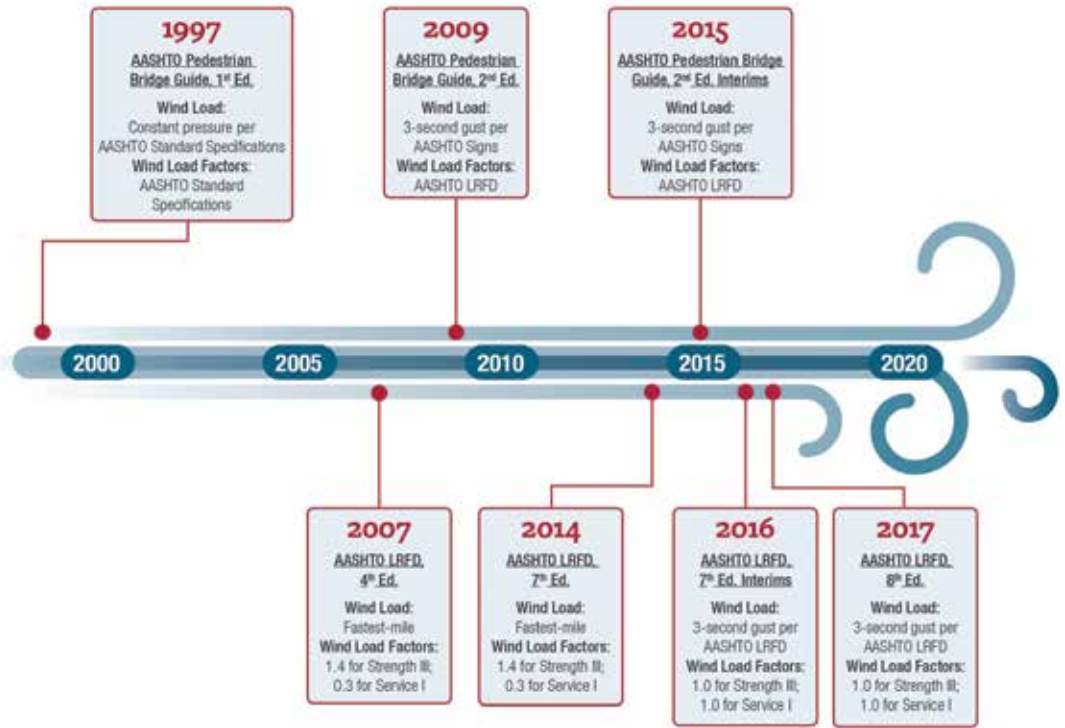 1997
AASHTO Pedestrian
Bridge Guide, 1st Ed.
Wind Load:
Constant pressure per
AASHTO Standard Specifications
Wind Load Factors:
AASHTO Standard
Specifications
2009
AASHTO Pedestrian
Bridge Guide, 2nd Ed.
Wind Load:
3-second gust per
AASHTO Signs
Wind Load Factors:
AASHTO LRFD
2015
AASHTO Pedestrian Bridge
Guide, 2nd Ed. Interims
Wind Load:
3-second gust per
AASHTO Signs
Wind Load Factors:
AASHTO LRFD
2000
2005
2010
2015
2020
2007
AASHTO LRFD,
4th Ed.
Wind Load:
Fastest-mile
Wind Load Factors:
1.4 for Strength III;
0.3 for Service I
2014
AASHTO LRFD,
7th Ed.
Wind Load:
Fastest-mile
Wind Load Factors:
1.4 for Strength III;
0.3 for Service I
2016
AASHTO LRFD,
7th Ed. Interims
Wind Load:
3-second gust per
AASHTO LRFD
Wind Load Factors:
1.0 for Strength III;
1.0 for Service I
2017
AASHTO LRFD,
8th Ed.
Wind Load:
3-second gust per
AASHTO LRFD
Wind Load Factors:
1.0 for Strength III;
1.0 for Service I